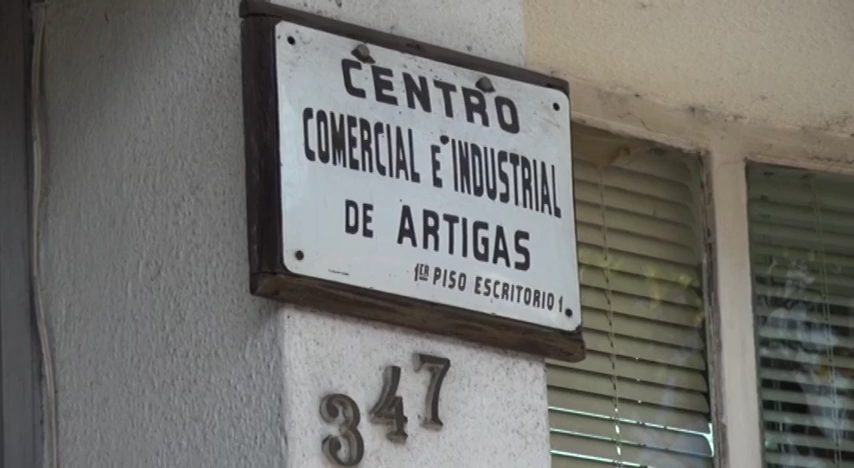 CENTRO
COMERCIAL E INDUSTRIAL
DE ARTIGAS
1ER PISO ESCRITORIO 1
347